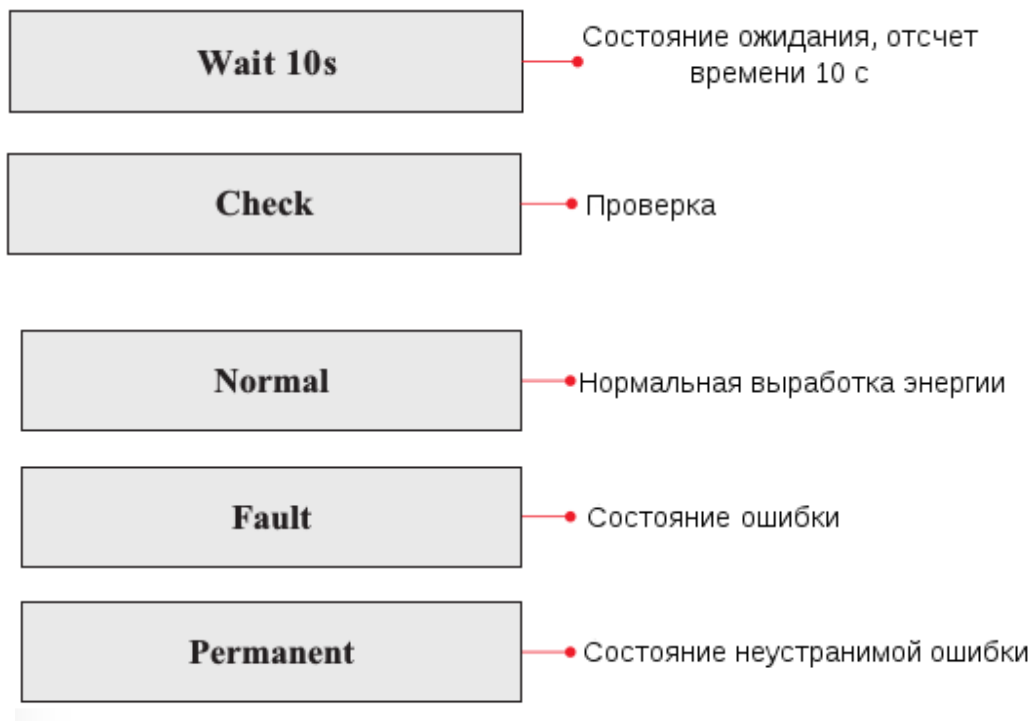 Wait 10s
Состояние ожидания, отсчет
времени 10 с
Check
Проверка
Normal
Нормальная выработка энергии
Fault
Состояние ошибки
Permanent
Состояние неустранимой ошибки